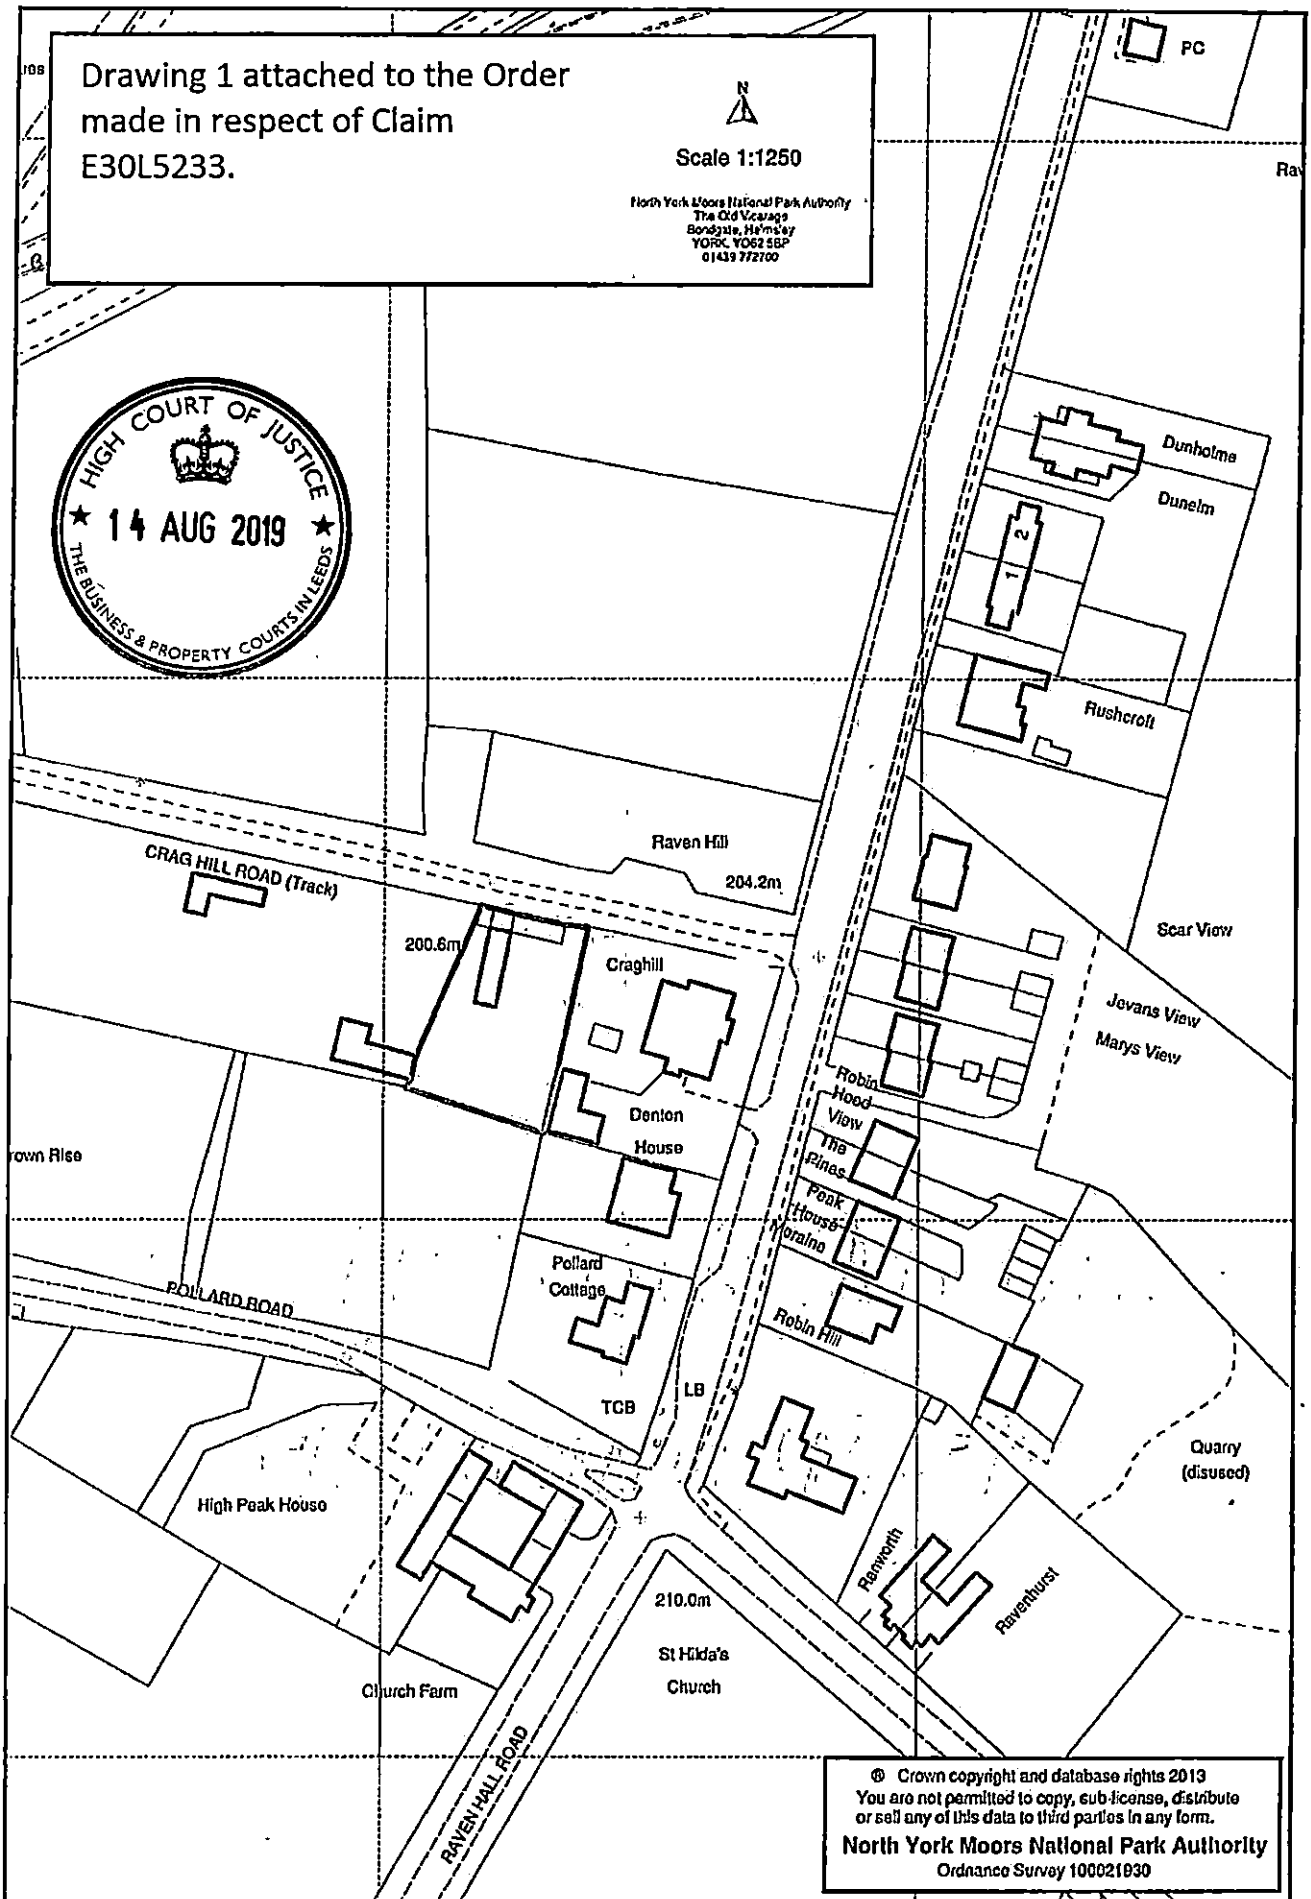 Drawing 1 attached to the Order
made in respect of Claim
E30L5233.
N
Scale 1:1250
North York Moors National Park Authority
The Old Vicarage
Bondgate, Helmsley
YORK, YO62 5BP
01439 772700
PC
HIGH COURT OF JUSTICE
14 AUG 2019
THE BUSINESS & PROPERTY COURTS IN LEEDS
Dunholme
Dunelm
2
1
Rushcroft
Raven Hill
204.2m
CRAG HILL ROAD (Track)
200.6m
Craghill
Scar View
Jevans View
Marys View
Robin
Hood
View
The
Pines
Peak
House
Moraine
Denton
House
rown Rise
Pollard
Cottage
POLLARD ROAD
Robin Hill
TCB
LB
Quarry
(disused)
High Peak House
Renworth
Ravenhurst
210.0m
St Hilda's
Church
Church Farm
RAVEN HALL ROAD
© Crown copyright and database rights 2013
You are not permitted to copy, sub-license, distribute
or sell any of this data to third parties in any form.
North York Moors National Park Authority
Ordnance Survey 100021930